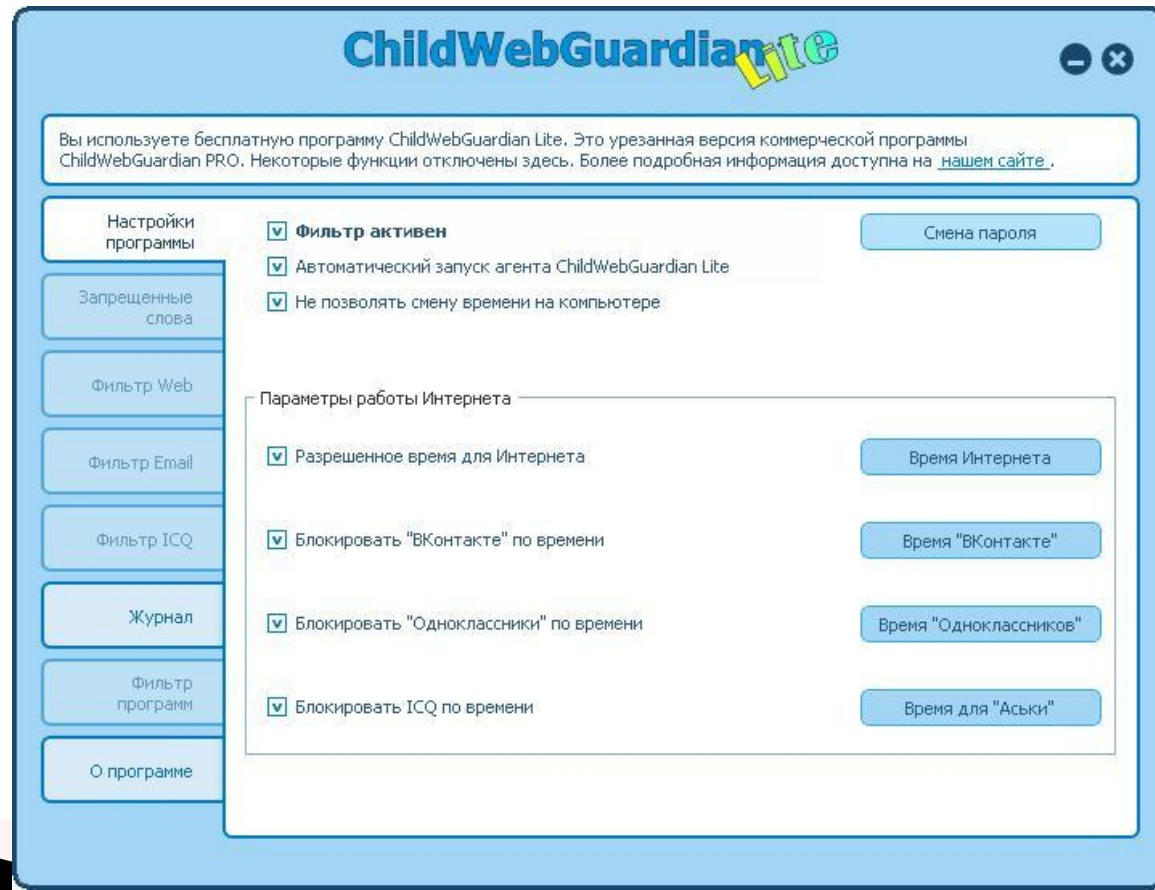 ChildWebGuardian Lite
Вы используете бесплатную программу ChildWebGuardian Lite. Это урезанная версия коммерческой программы
ChildWebGuardian PRO. Некоторые функции отключены здесь. Более подробная информация доступна на нашем сайте .
Настройки
программы
Запрещенные
слова
Фильтр Web
Фильтр Email
Фильтр ICQ
Журнал
Фильтр
программ
О программе
Фильтр активен
Смена пароля
Автоматический запуск агента ChildWebGuardian Lite
Не позволять смену времени на компьютере
Параметры работы Интернета
Разрешенное время для Интернета
Время Интернета
Блокировать "ВКонтакте" по времени
Время "ВКонтакте"
Блокировать "Одноклассники" по времени
Время "Одноклассников"
Блокировать ICQ по времени
Время для "Аськи"